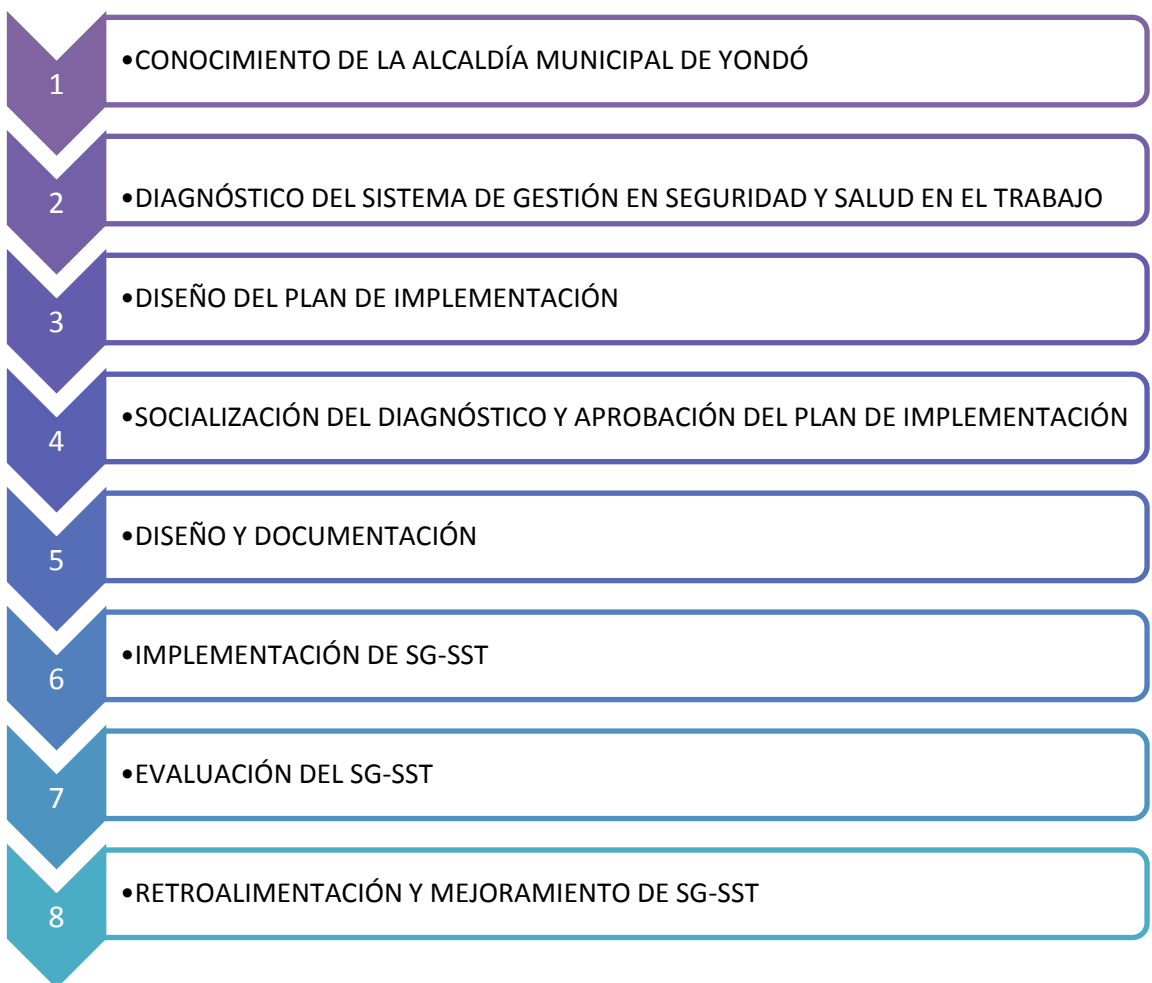 1
•CONOCIMIENTO DE LA ALCALDÍA MUNICIPAL DE YONDÓ
2
•DIAGNÓSTICO DEL SISTEMA DE GESTIÓN EN SEGURIDAD Y SALUD EN EL TRABAJO
3
•DISEÑO DEL PLAN DE IMPLEMENTACIÓN
4
•SOCIALIZACIÓN DEL DIAGNÓSTICO Y APROBACIÓN DEL PLAN DE IMPLEMENTACIÓN
5
•DISEÑO Y DOCUMENTACIÓN
6
•IMPLEMENTACIÓN DE SG-SST
7
•EVALUACIÓN DEL SG-SST
8
•RETROALIMENTACIÓN Y MEJORAMIENTO DE SG-SST